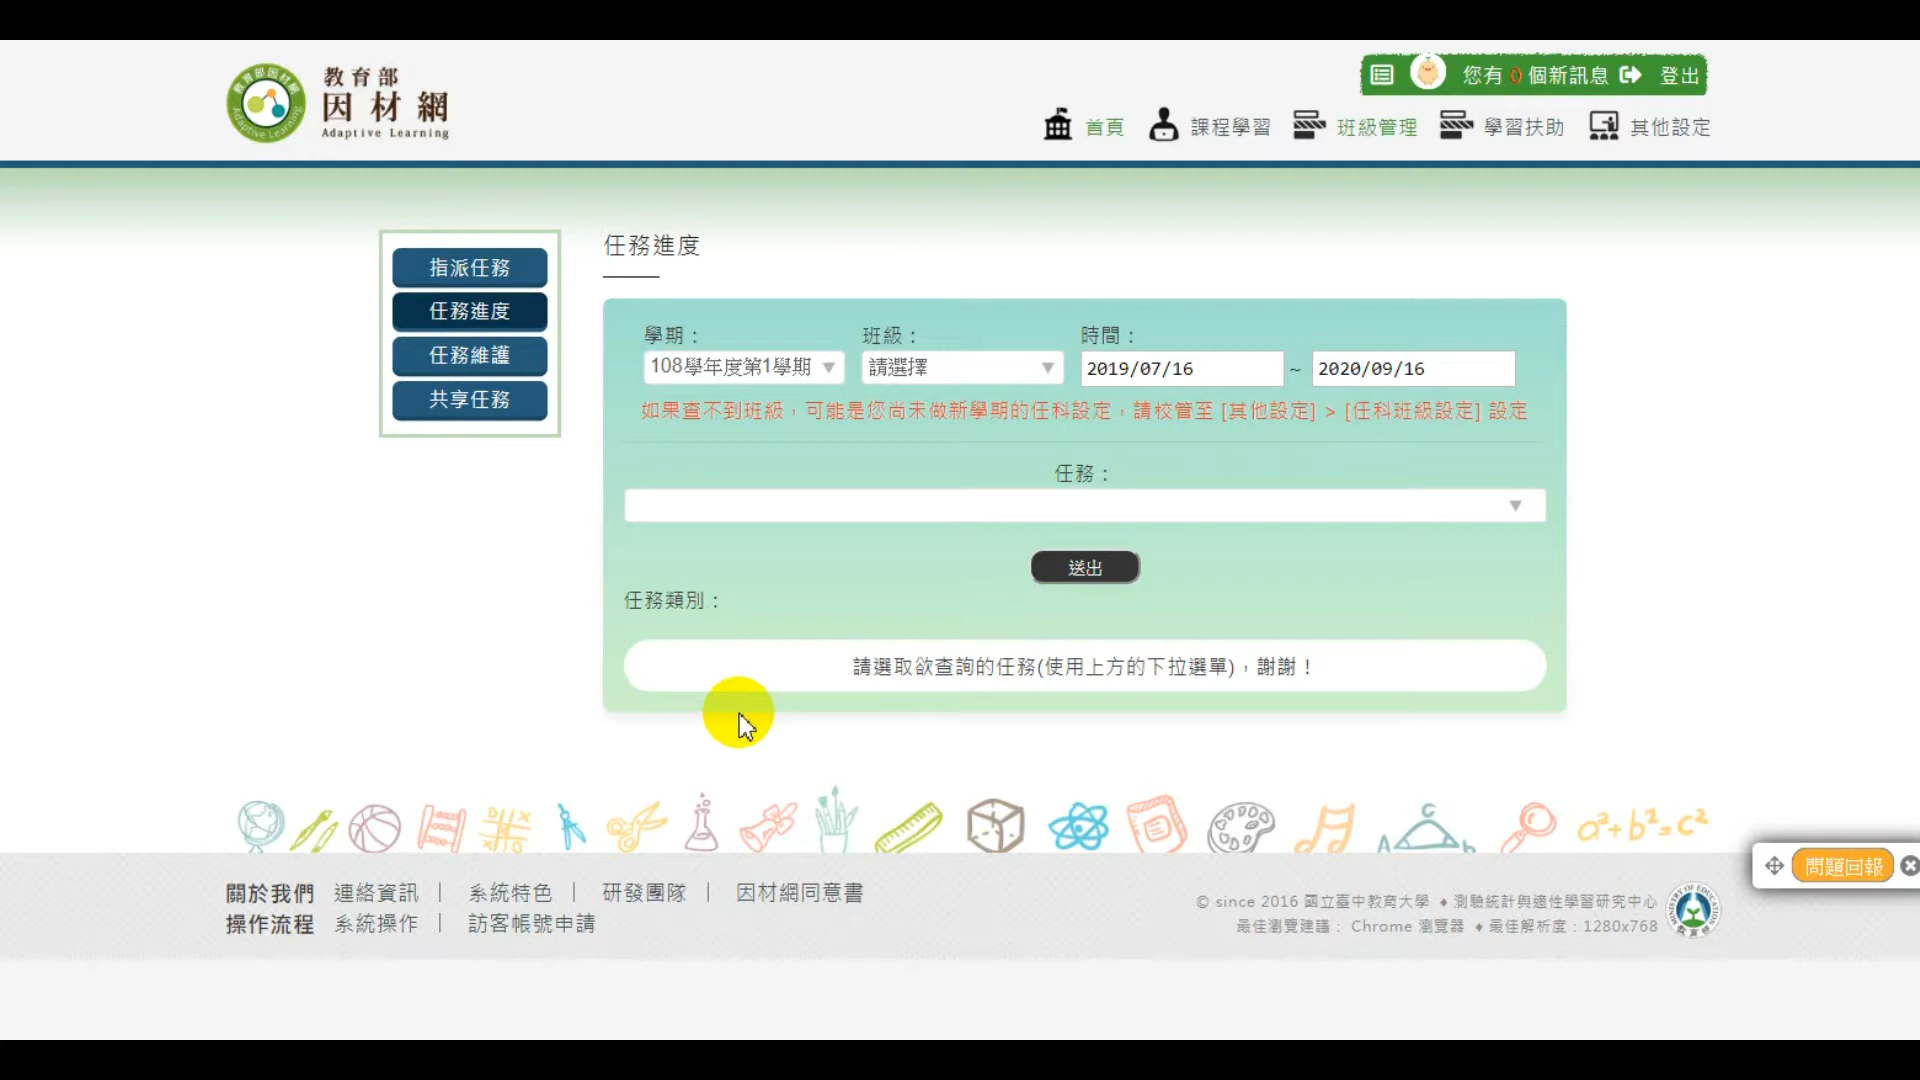 教育部
因材網
Adaptive Learning
您有 0 個新訊息 登出
首頁 課程學習 班級管理 學習扶助 其他設定
指派任務
任務進度
任務維護
共享任務
任務進度
學期： 班級： 時間：
108學年度第1學期 請選擇 2019/07/16 ~ 2020/09/16
如果查不到班級，可能是您尚未做新學期的任科設定，請校管至 [其他設定] > [任科班級設定] 設定
任務：
送出
任務類別：
請選取欲查詢的任務(使用上方的下拉選單)，謝謝！
a²+b²=c²
問題回報
關於我們 連絡資訊 | 系統特色 | 研發團隊 | 因材網同意書
操作流程 系統操作 | 訪客帳號申請
© since 2016 國立臺中教育大學 ♦ 測驗統計與適性學習研究中心
最佳瀏覽建議： Chrome 瀏覽器 ♦ 最佳解析度：1280x768